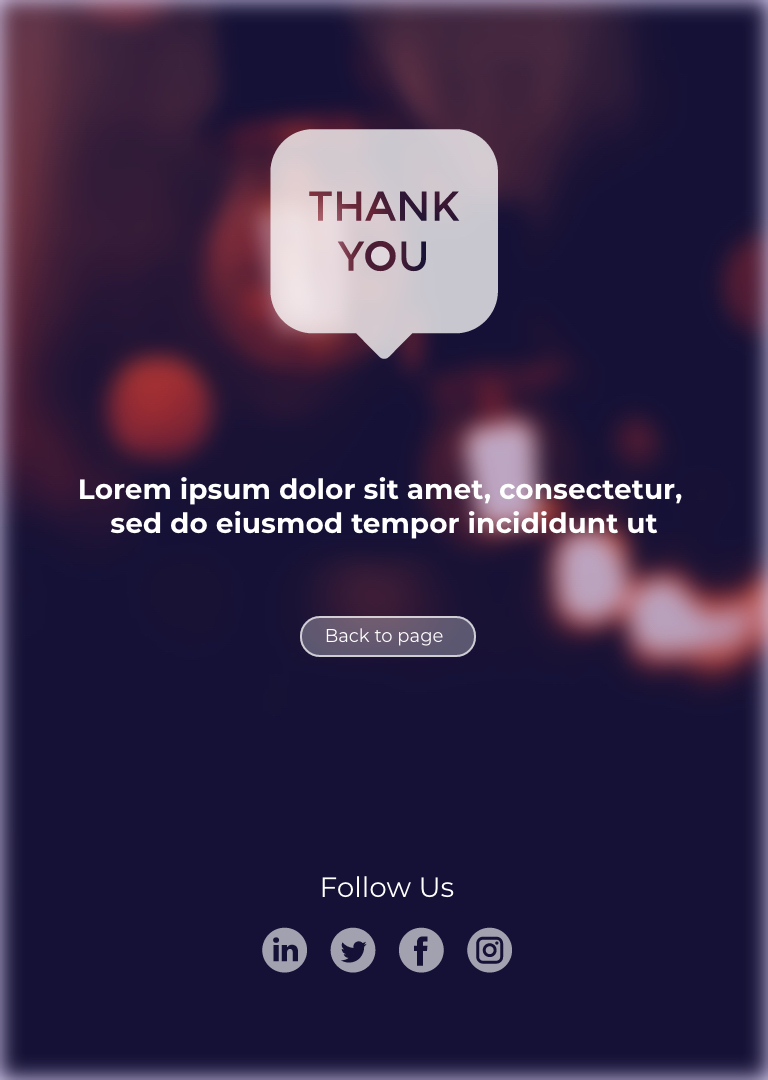 THANK
YOU
Lorem ipsum dolor sit amet, consectetur,
sed do eiusmod tempor incididunt ut
Back to page
Follow Us
in
f